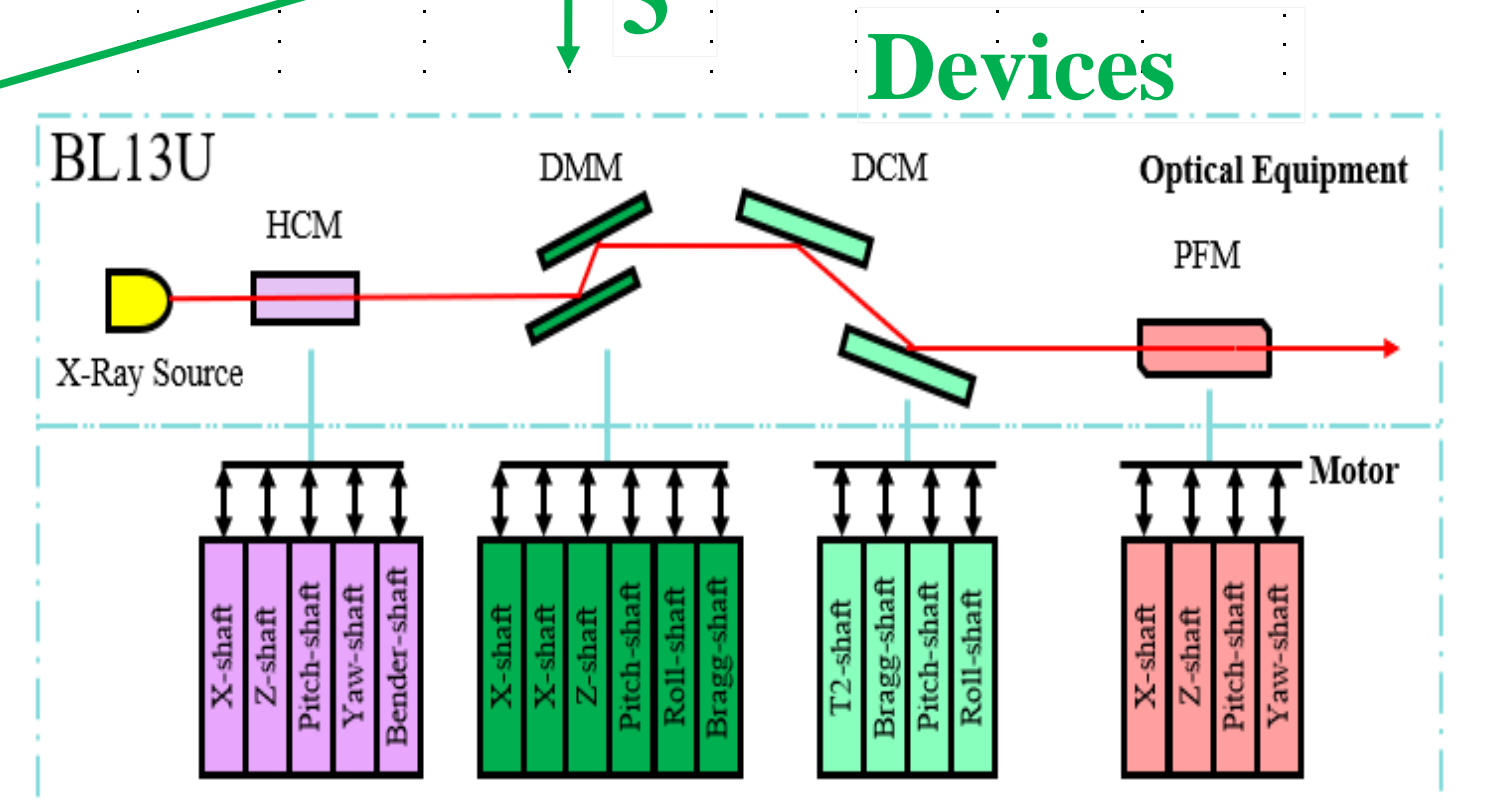 3
Devices
BL13U
DMM
DCM
Optical Equipment
HCM
PFM
X-Ray Source
Motor
X-shaft
Z-shaft
Pitch-shaft
Yaw-shaft
Bender-shaft
X-shaft
X-shaft
Z-shaft
Pitch-shaft
Roll-shaft
Bragg-shaft
T2-shaft
Bragg-shaft
Pitch-shaft
Roll-shaft
X-shaft
Z-shaft
Pitch-shaft
Yaw-shaft